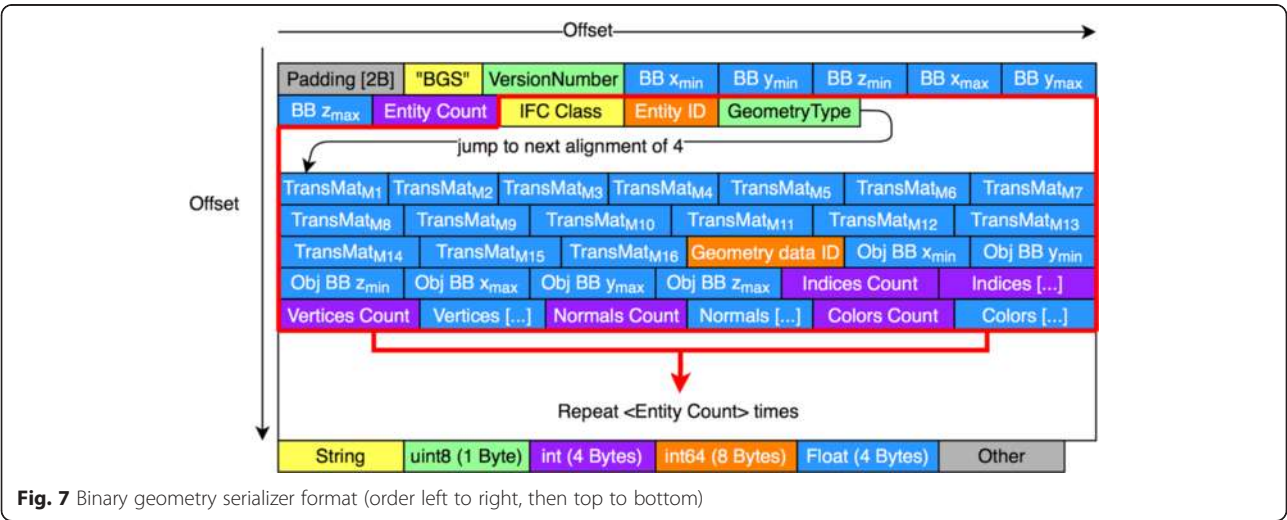 Offset
Padding [2B] "BGS" VersionNumber BB xmin BB ymin BB zmin BB xmax BB ymax
BB zmax Entity Count IFC Class Entity ID GeometryType
jump to next alignment of 4
TransMatM1 TransMatM2 TransMatM3 TransMatM4 TransMatM5 TransMatM6 TransMatM7
Offset
TransMatM8 TransMatM9 TransMatM10 TransMatM11 TransMatM12 TransMatM13
TransMatM14 TransMatM15 TransMatM16 Geometry data ID Obj BB xmin Obj BB ymin
Obj BB zmin Obj BB xmax Obj BB ymax Obj BB zmax Indices Count Indices [...]
Vertices Count Vertices [...] Normals Count Normals [...] Colors Count Colors [...]
Repeat <Entity Count> times
String uint8 (1 Byte) int (4 Bytes) int64 (8 Bytes) Float (4 Bytes) Other
Fig. 7 Binary geometry serializer format (order left to right, then top to bottom)